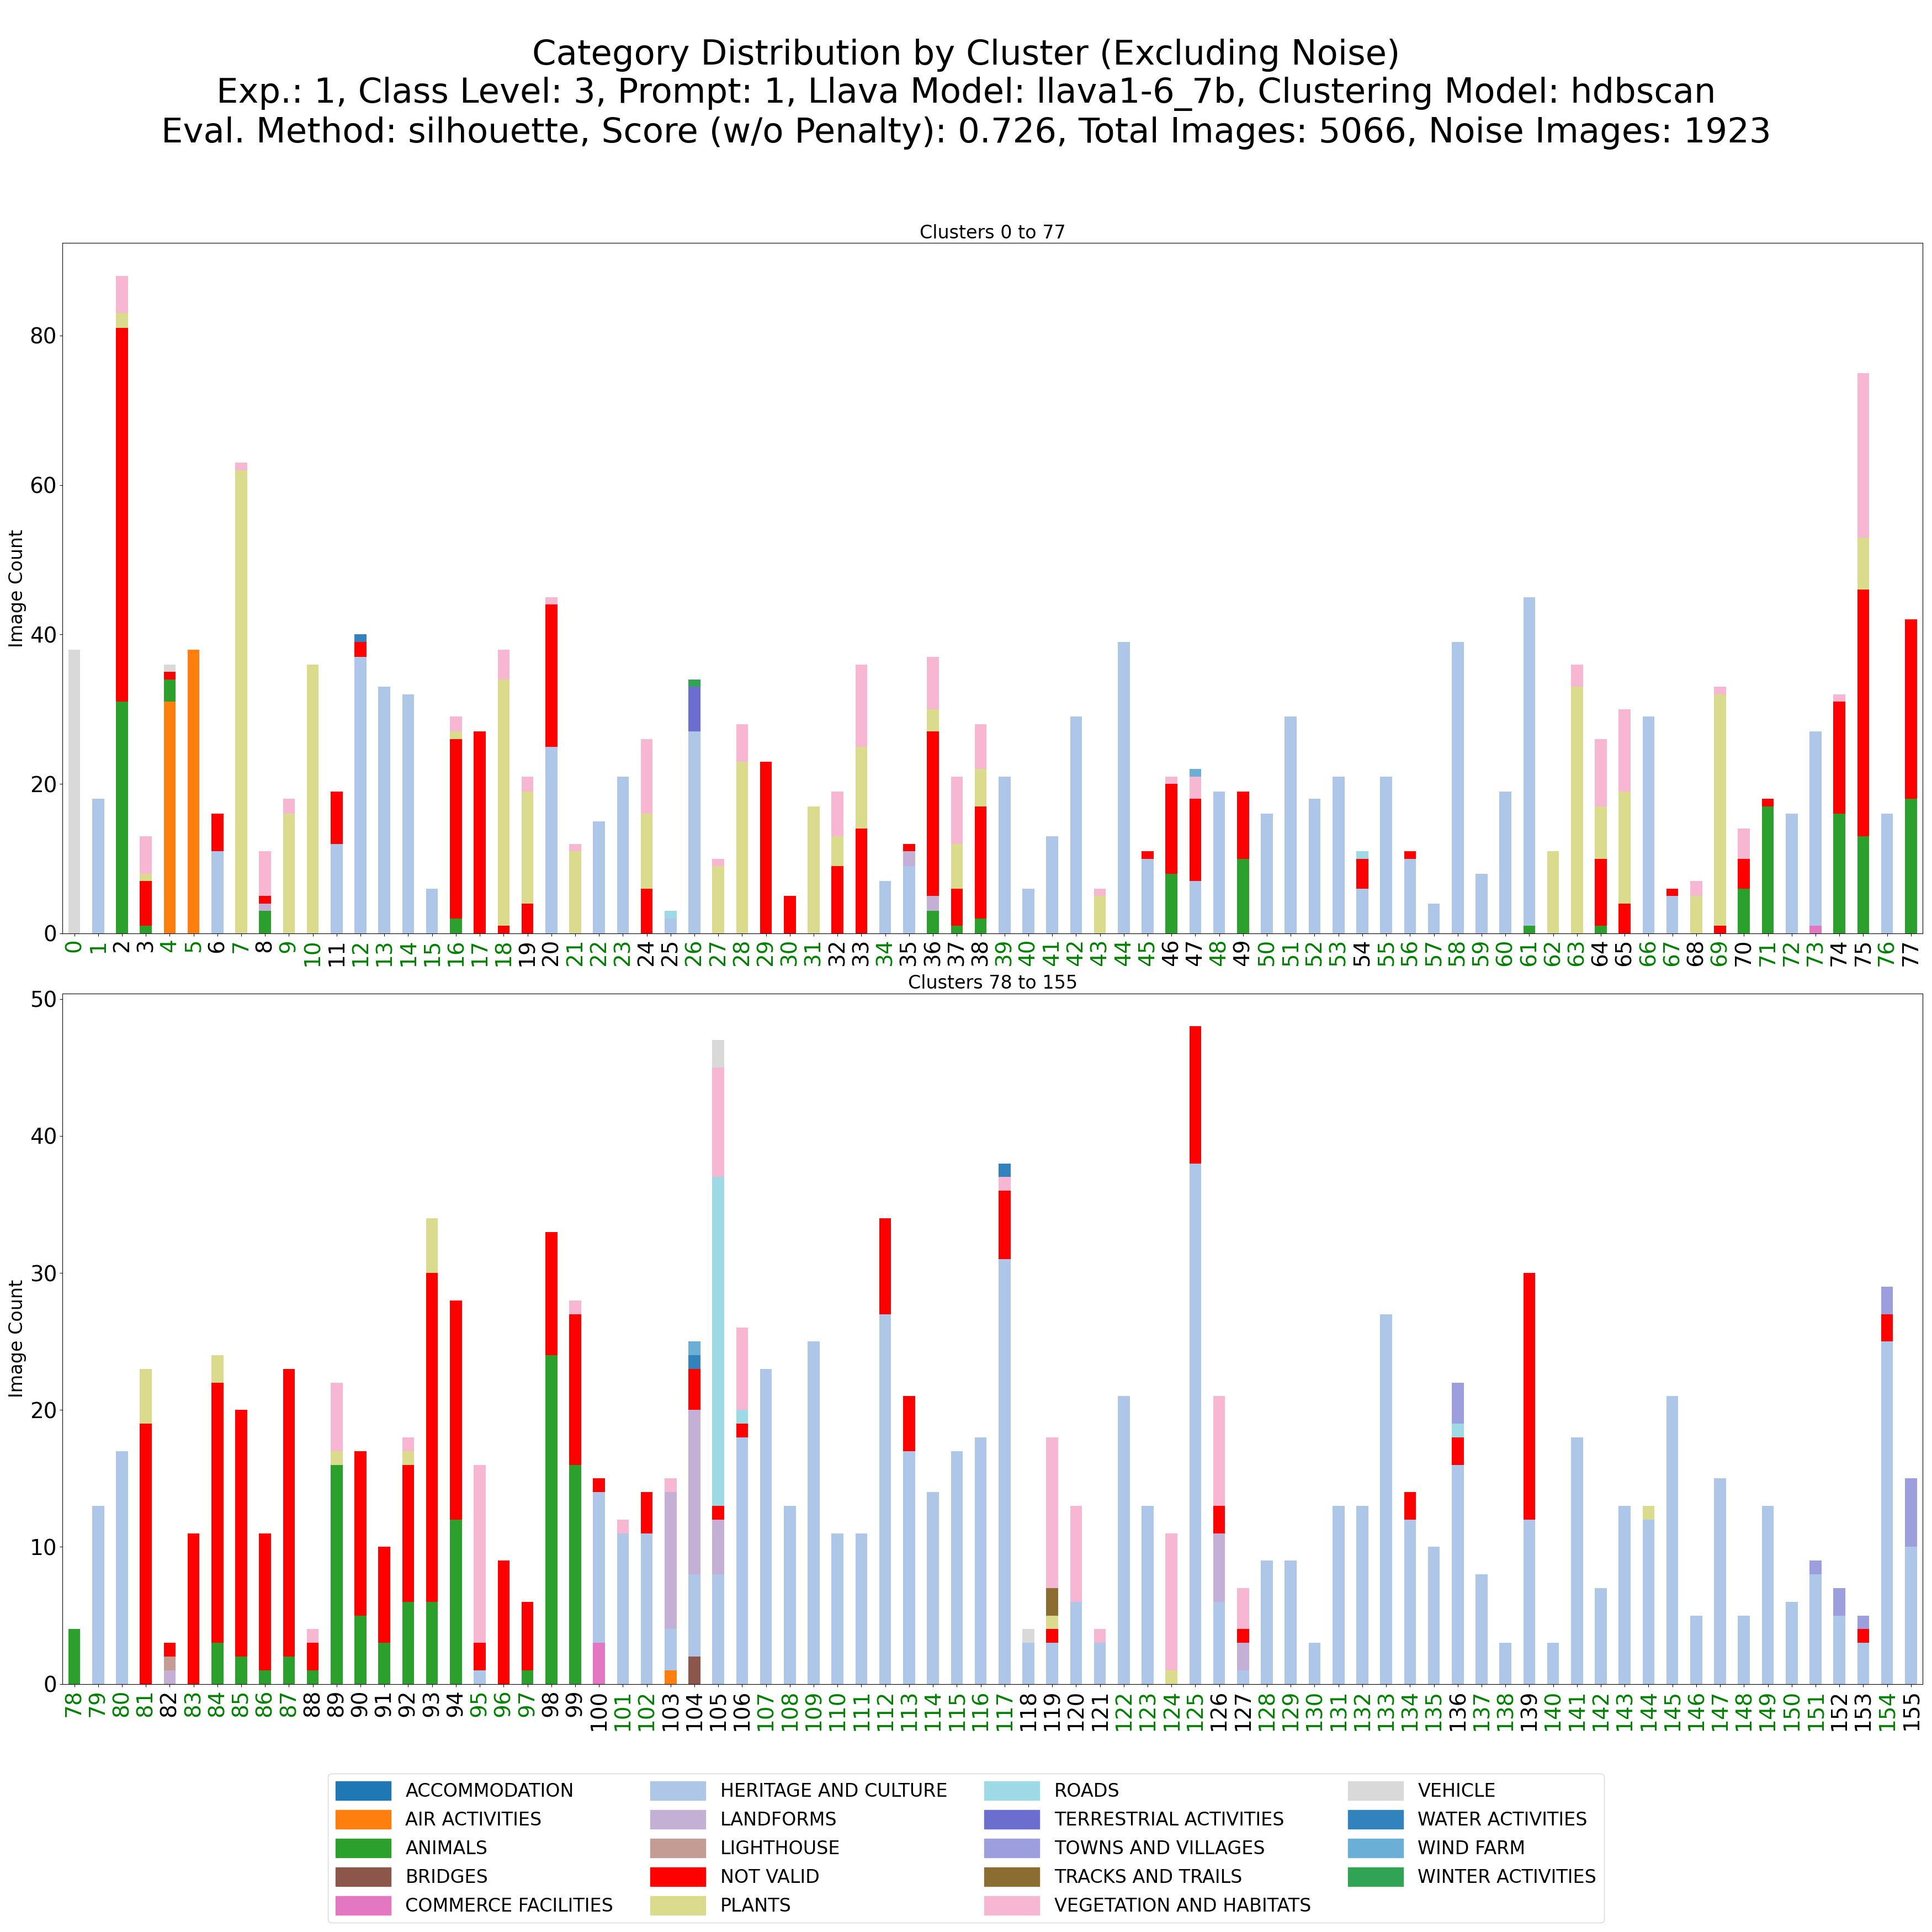 Category Distribution by Cluster (Excluding Noise)
Exp.: 1, Class Level: 3, Prompt: 1, Llava Model: llava1-6_7b, Clustering Model: hdbscan
Eval. Method: silhouette, Score (w/o Penalty): 0.726, Total Images: 5066, Noise Images: 1923
Clusters 0 to 77
Image Count
80
60
40
20
0
0 1 2 3 4 5 6 7 8 9 10 11 12 13 14 15 16 17 18 19 20 21 22 23 24 25 26 27 28 29 30 31 32 33 34 35 36 37 38 39 40 41 42 43 44 45 46 47 48 49 50 51 52 53 54 55 56 57 58 59 60 61 62 63 64 65 66 67 68 69 70 71 72 73 74 75 76 77
Clusters 78 to 155
Image Count
50
40
30
20
10
0
78 79 80 81 82 83 84 85 86 87 88 89 90 91 92 93 94 95 96 97 98 99 100 101 102 103 104 105 106 107 108 109 110 111 112 113 114 115 116 117 118 119 120 121 122 123 124 125 126 127 128 129 130 131 132 133 134 135 136 137 138 139 140 141 142 143 144 145 146 147 148 149 150 151 152 153 154 155
ACCOMMODATION
AIR ACTIVITIES
ANIMALS
BRIDGES
COMMERCE FACILITIES
HERITAGE AND CULTURE
LANDFORMS
LIGHTHOUSE
NOT VALID
PLANTS
ROADS
TERRESTRIAL ACTIVITIES
TOWNS AND VILLAGES
TRACKS AND TRAILS
VEGETATION AND HABITATS
VEHICLE
WATER ACTIVITIES
WIND FARM
WINTER ACTIVITIES